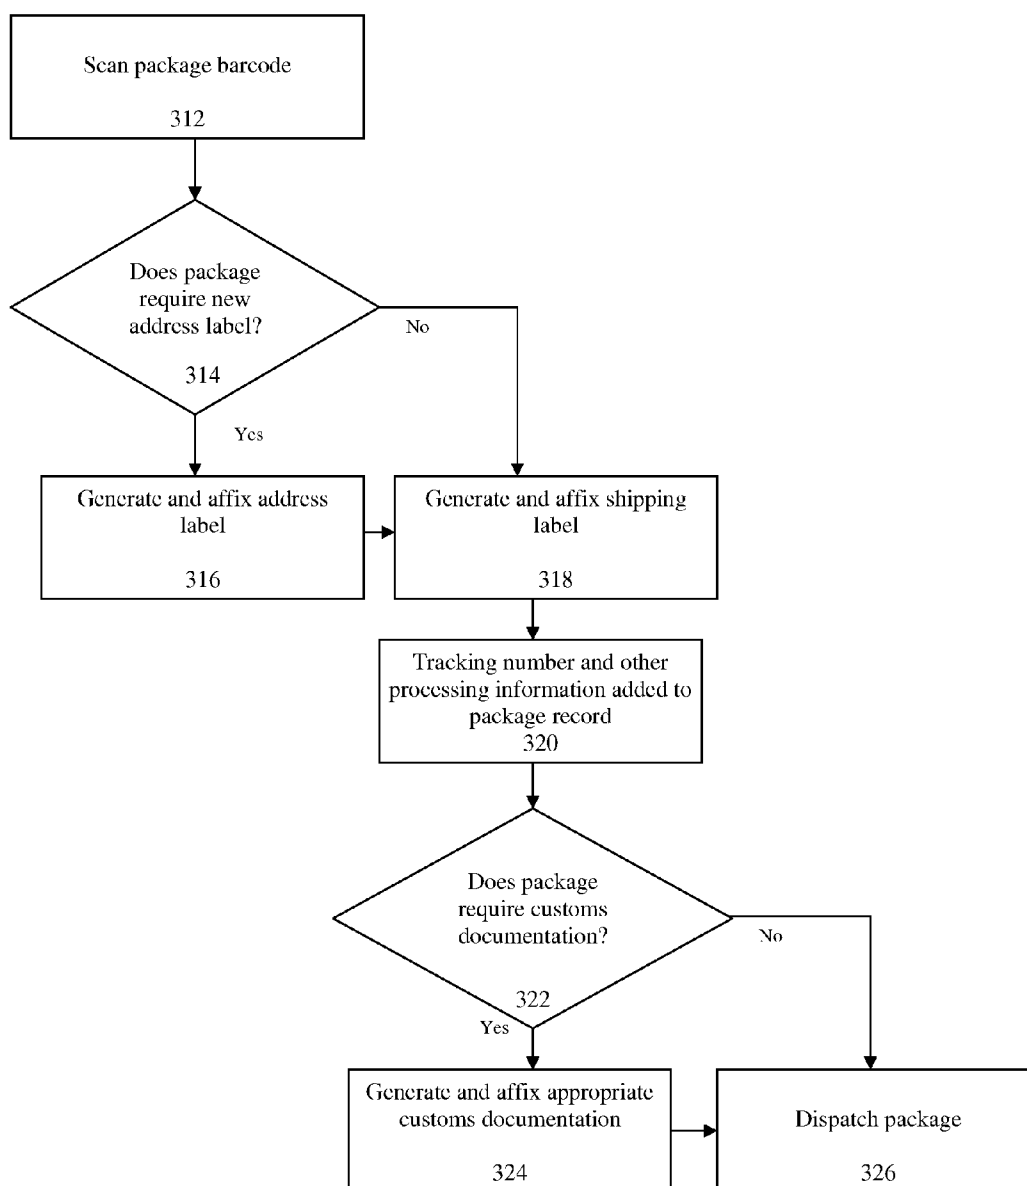 Scan package barcode
312
Does package
require new
address label?
314
No
Yes
Generate and affix address
label
316
Generate and affix shipping
label
318
Tracking number and other
processing information added to
package record
320
Does package
require customs
documentation?
322
No
Yes
Generate and affix appropriate
customs documentation
324
Dispatch package
326